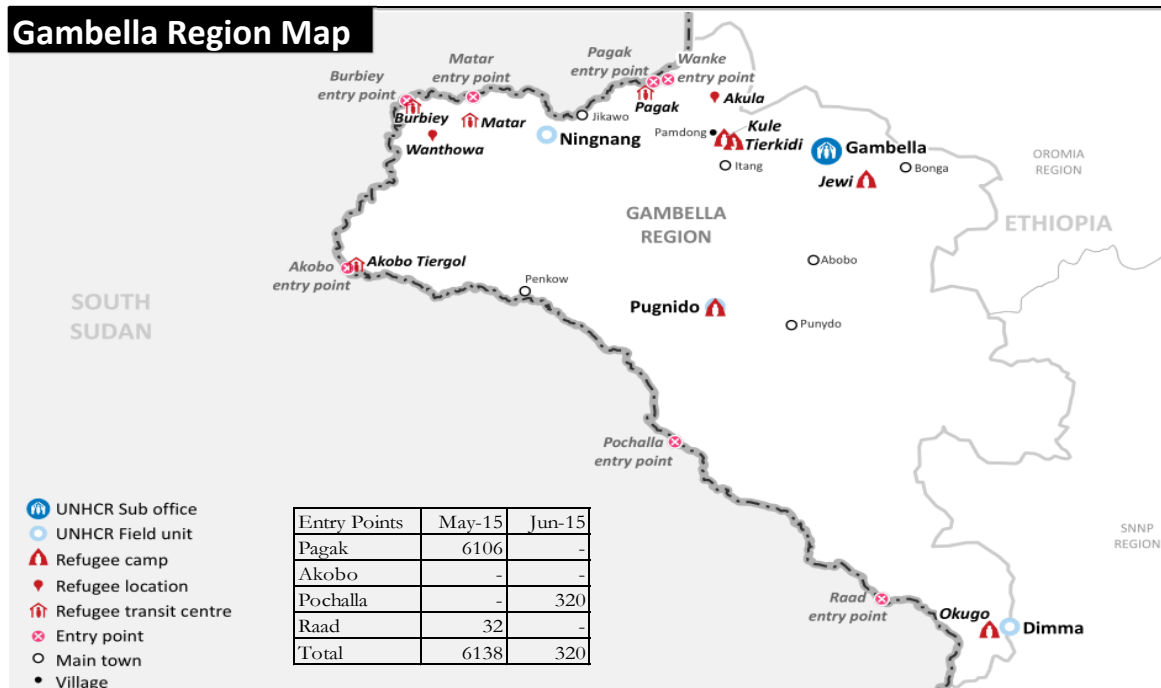 Gambella Region Map
Burbiey
entry point
Matar
entry point
Pagak
entry point
Wanke
entry point
Burbiey
Matar
Wanthowa
Jikawo
Ningnang
Pagak
Akula
Pamdong
Kule
Tierkidi
Itang
Gambella
Jewi
Bonga
OROMIA
REGION
ETHIOPIA
GAMBELLA
REGION
Akobo
entry point
Akobo Tiergol
Penkow
Abobo
SOUTH
SUDAN
Pugnido
Punydo
Pochalla
entry point
SNNP
REGION
Raad
entry point
Okugo
Dimma
UNHCR Sub office
UNHCR Field unit
Refugee camp
Refugee location
Refugee transit centre
Entry point
Main town
Village
Entry Points May-15 Jun-15
Pagak 6106 -
Akobo - -
Pochalla - 320
Raad 32 -
Total 6138 320